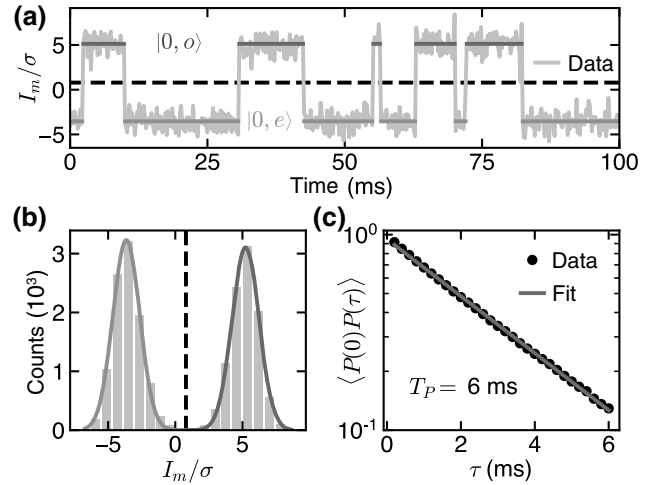 (a)
5
0
−5
I_m/σ
|0, o⟩
|0, e⟩
Data
0
25
50
75
100
Time (ms)
(b)
3
2
1
0
Counts (10³)
−5
0
5
I_m/σ
(c)
10⁰
10⁻¹
⟨P(0)P(τ)⟩
Data
Fit
T_P = 6 ms
0
2
4
6
τ (ms)